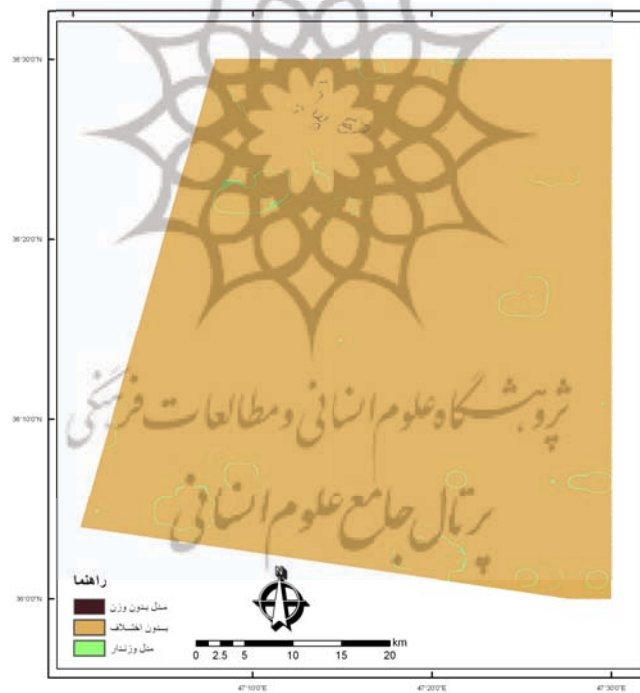 36°30'0"N
36°20'0"N
پژوهشگاه علوم انسانی و مطالعات فرهنگی
36°10'0"N
پرتال جامع علوم انسانی
36°0'0"N
راهنما
مدل بدون وزن
بدون اختلاف
مدل وزندار
km
0 2.5 5 10 15 20
47°10'0"E 47°20'0"E 47°30'0"E